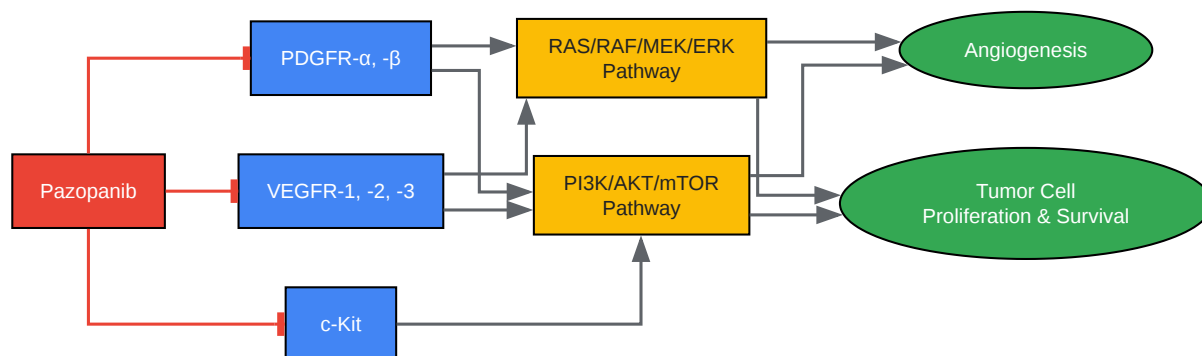 PDGFR-α, -β
RAS/RAF/MEK/ERK
Pathway
Angiogenesis
Pazopanib
VEGFR-1, -2, -3
PI3K/AKT/mTOR
Pathway
Tumor Cell
Proliferation & Survival
c-Kit